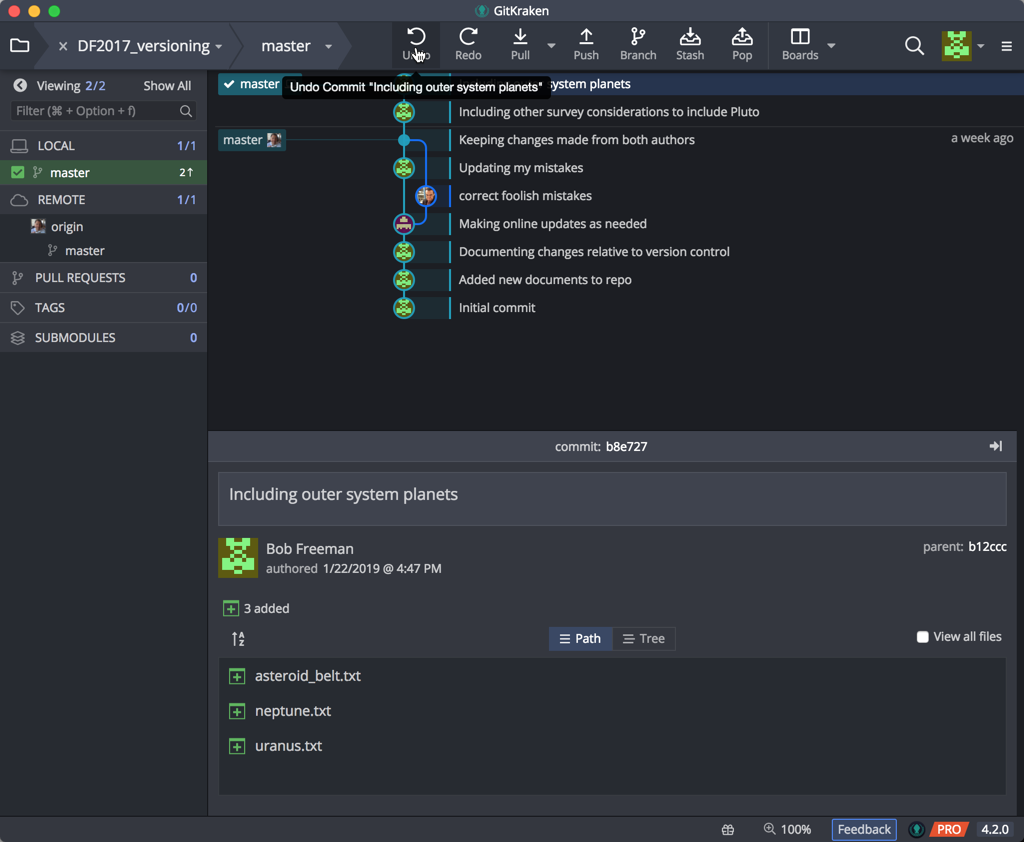 GitKraken
DF2017_versioning
master
Undo
Redo
Pull
Push
Branch
Stash
Pop
Boards
Viewing 2/2
Show All
Filter (⌘ + Option + f)
LOCAL 1/1
master 2↑
REMOTE 1/1
origin
master
PULL REQUESTS 0
TAGS 0/0
SUBMODULES 0
master
Undo Commit "Including outer system planets"
system planets
Including other survey considerations to include Pluto
master
Keeping changes made from both authors
a week ago
Updating my mistakes
correct foolish mistakes
Making online updates as needed
Documenting changes relative to version control
Added new documents to repo
Initial commit
commit: b8e727
Including outer system planets
Bob Freeman
authored 1/22/2019 @ 4:47 PM
parent: b12ccc
3 added
A
Z
Path
Tree
View all files
asteroid_belt.txt
neptune.txt
uranus.txt
100%
Feedback
PRO
4.2.0